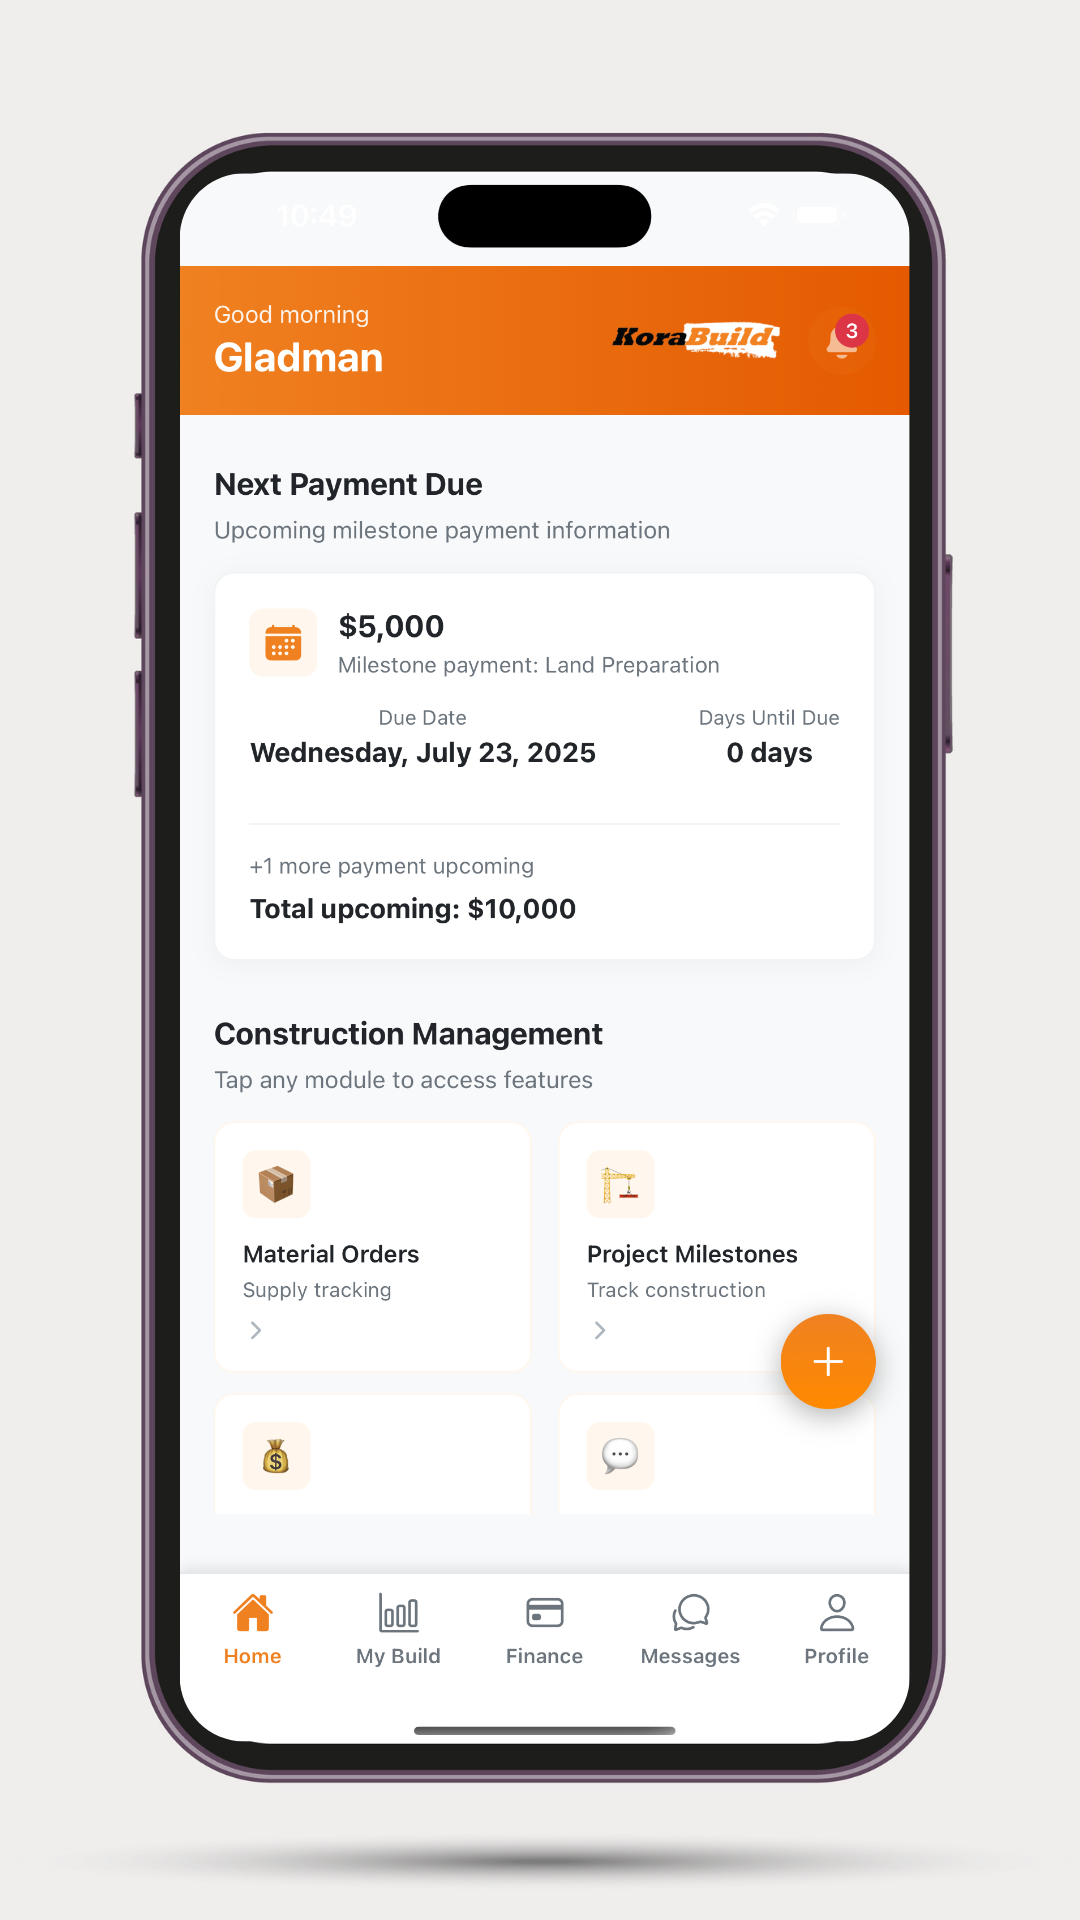 10:49
Good morning
Gladman
KoraBuild
3
Next Payment Due
Upcoming milestone payment information
$5,000
Milestone payment: Land Preparation
Due Date
Days Until Due
Wednesday, July 23, 2025
0 days
+1 more payment upcoming
Total upcoming: $10,000
Construction Management
Tap any module to access features
Material Orders
Supply tracking
Project Milestones
Track construction
Home
My Build
Finance
Messages
Profile